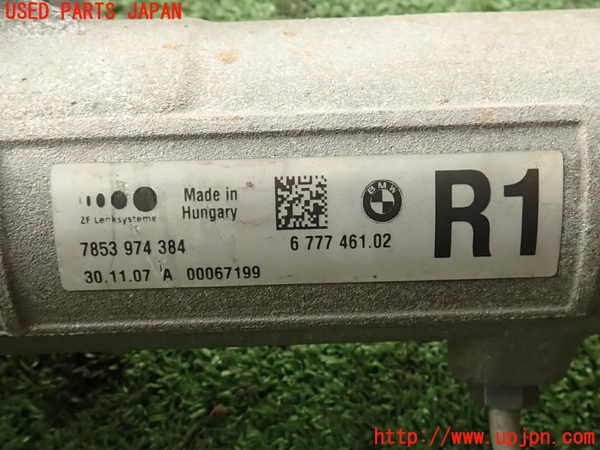 USED PARTS JAPAN
Made in
Hungary
ZF Lenksysteme
BMW
R1
7853 974 384
6 777 461.02
30.11.07 A 00067199
http://www.upjpn.com